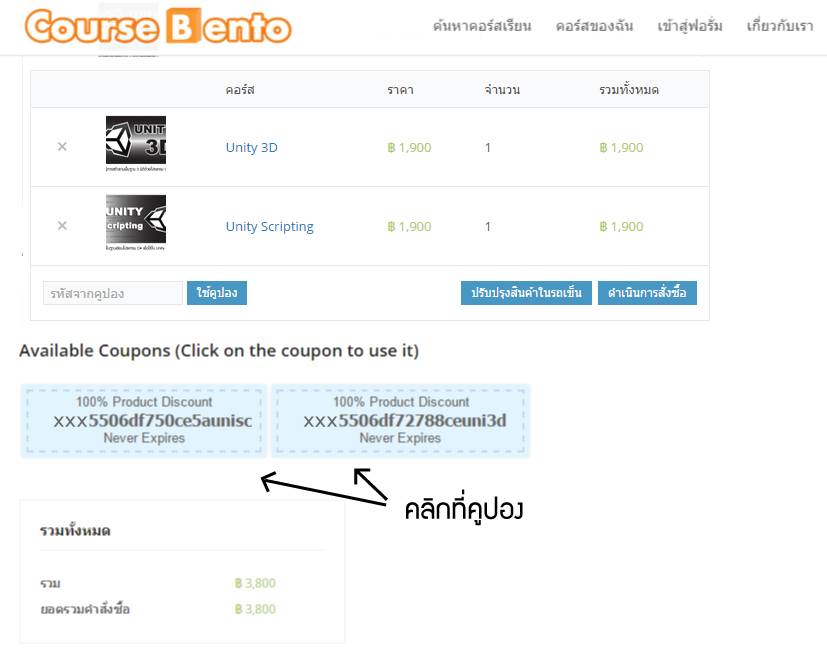 Course Bento
ค้นหาคอร์สเรียน คอร์สของฉัน เข้าสู่ฟอรั่ม เกี่ยวกับเรา
คอร์ส ราคา จำนวน รวมทั้งหมด
UNITY
3D
× Unity 3D ฿ 1,900 1 ฿ 1,900
UNITY
cripting
× Unity Scripting ฿ 1,900 1 ฿ 1,900
รหัสจากคูปอง ใช้คูปอง ปรับปรุงสินค้าในรถเข็น ดำเนินการสั่งซื้อ
Available Coupons (Click on the coupon to use it)
100% Product Discount 100% Product Discount
xxx5506df750ce5aunisc xxx5506df72788ceuni3d
Never Expires Never Expires
คลิกที่คูปอง
รวมทั้งหมด
รวม ฿ 3,800
ยอดรวมคำสั่งซื้อ ฿ 3,800